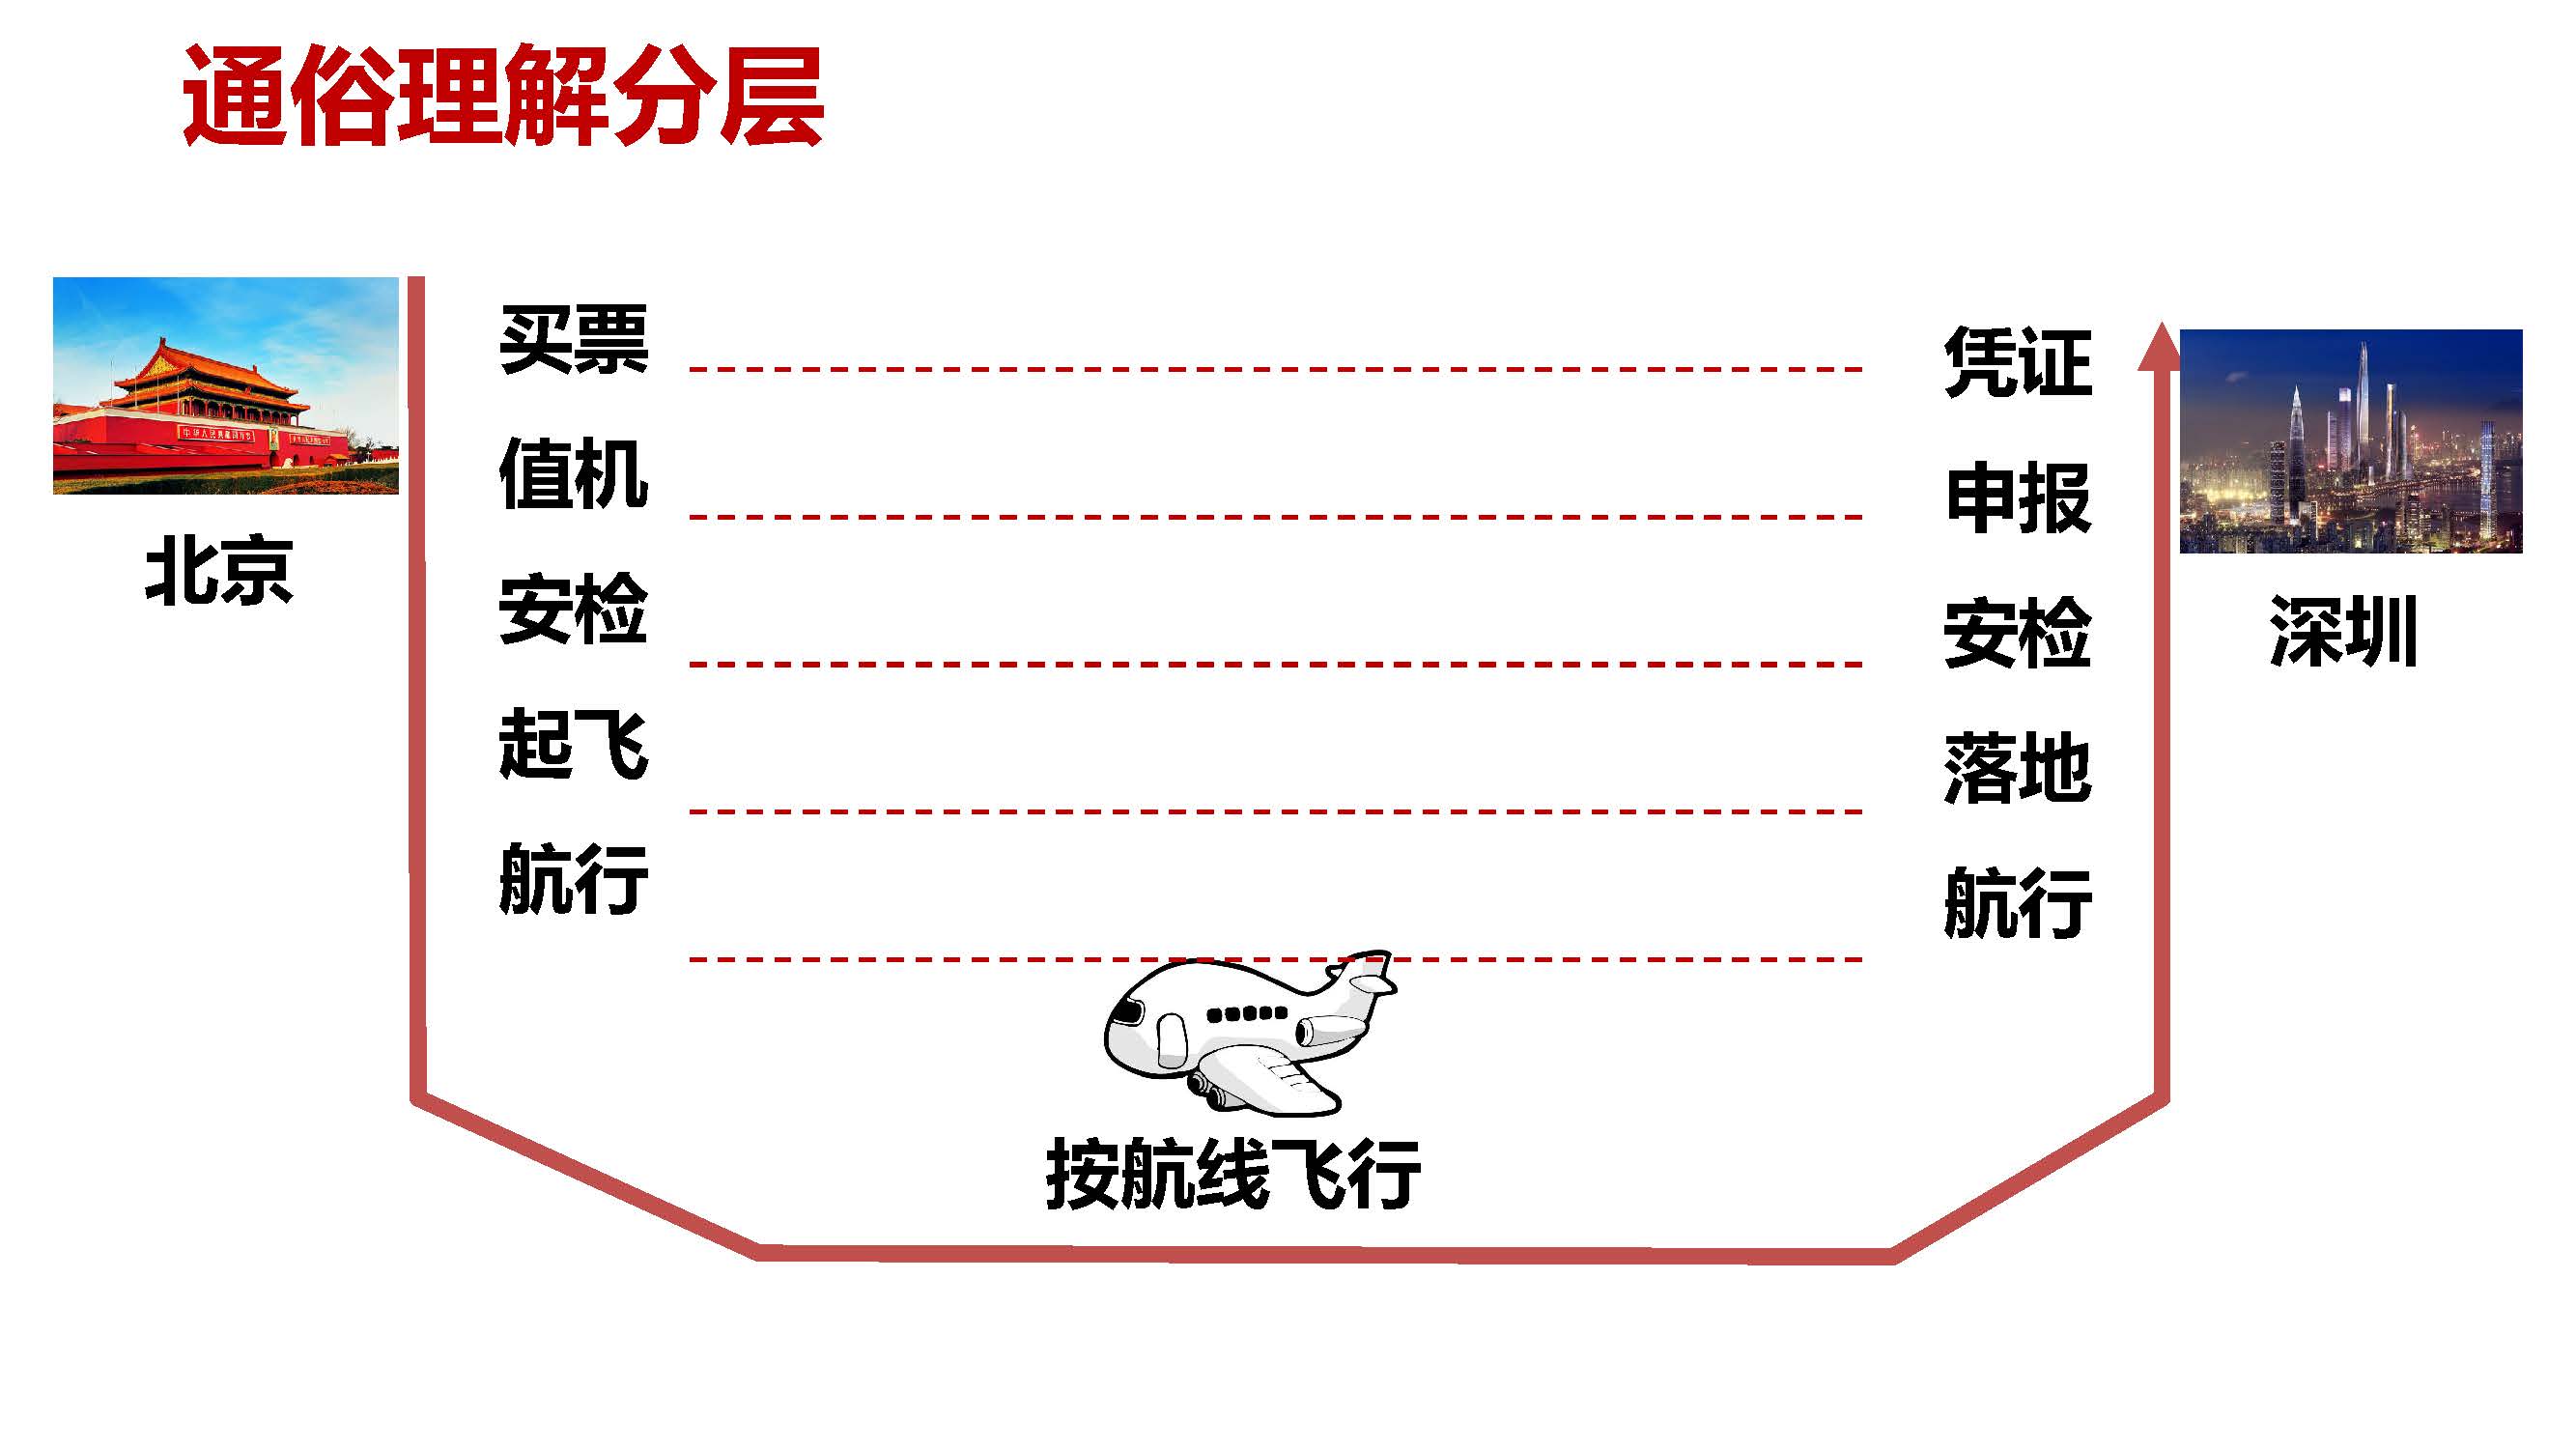 通俗理解分层
买票
值机
安检
起飞
航行
北京
凭证
申报
安检
落地
航行
深圳
按航线飞行